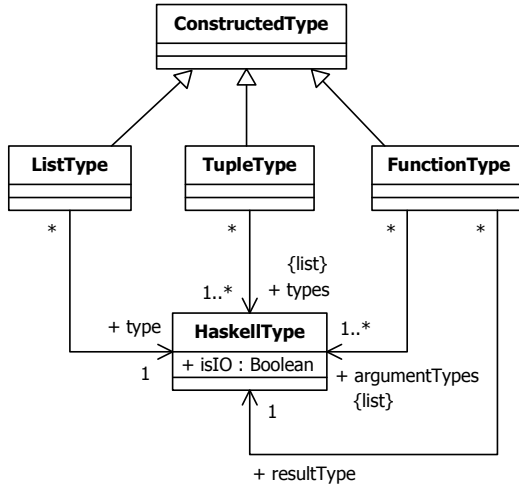 ConstructedType
ListType
TupleType
FunctionType
*
*
*
*
{list}
1..*
+ types
+ type
HaskellType
1..*
1
+ isIO : Boolean
+ argumentTypes
1
{list}
+ resultType